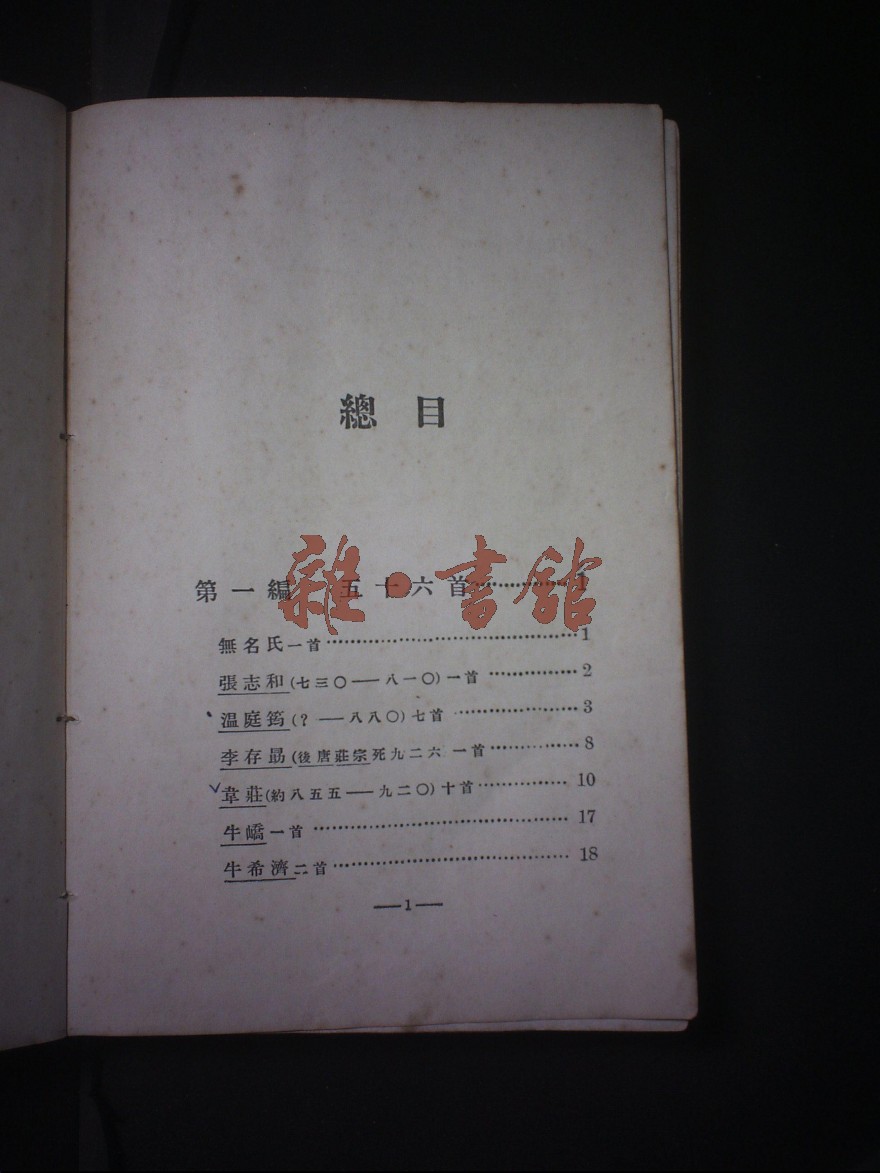 總目
第一編 五十六首……………1
雜·書館
無名氏一首……………1
張志和(七三〇——八一〇)一首……………2
温庭筠(?——八八〇)七首……………3
李存勗(後唐莊宗死九二六 一首……………8
韋莊(約八五五——九二〇)十首……………10
牛嶠一首……………17
牛希濟二首……………18
——1——